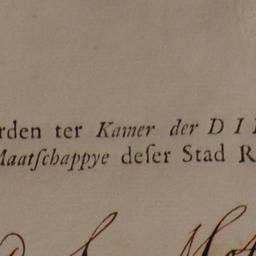 rden ter Kamer der D I
Maatſchappye deſer Stad R